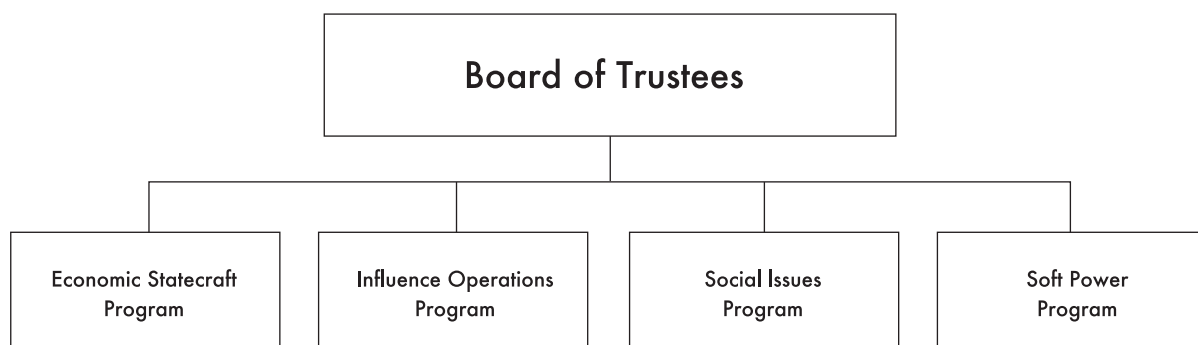 Board of Trustees
Economic Statecraft
Program
Influence Operations
Program
Social Issues
Program
Soft Power
Program